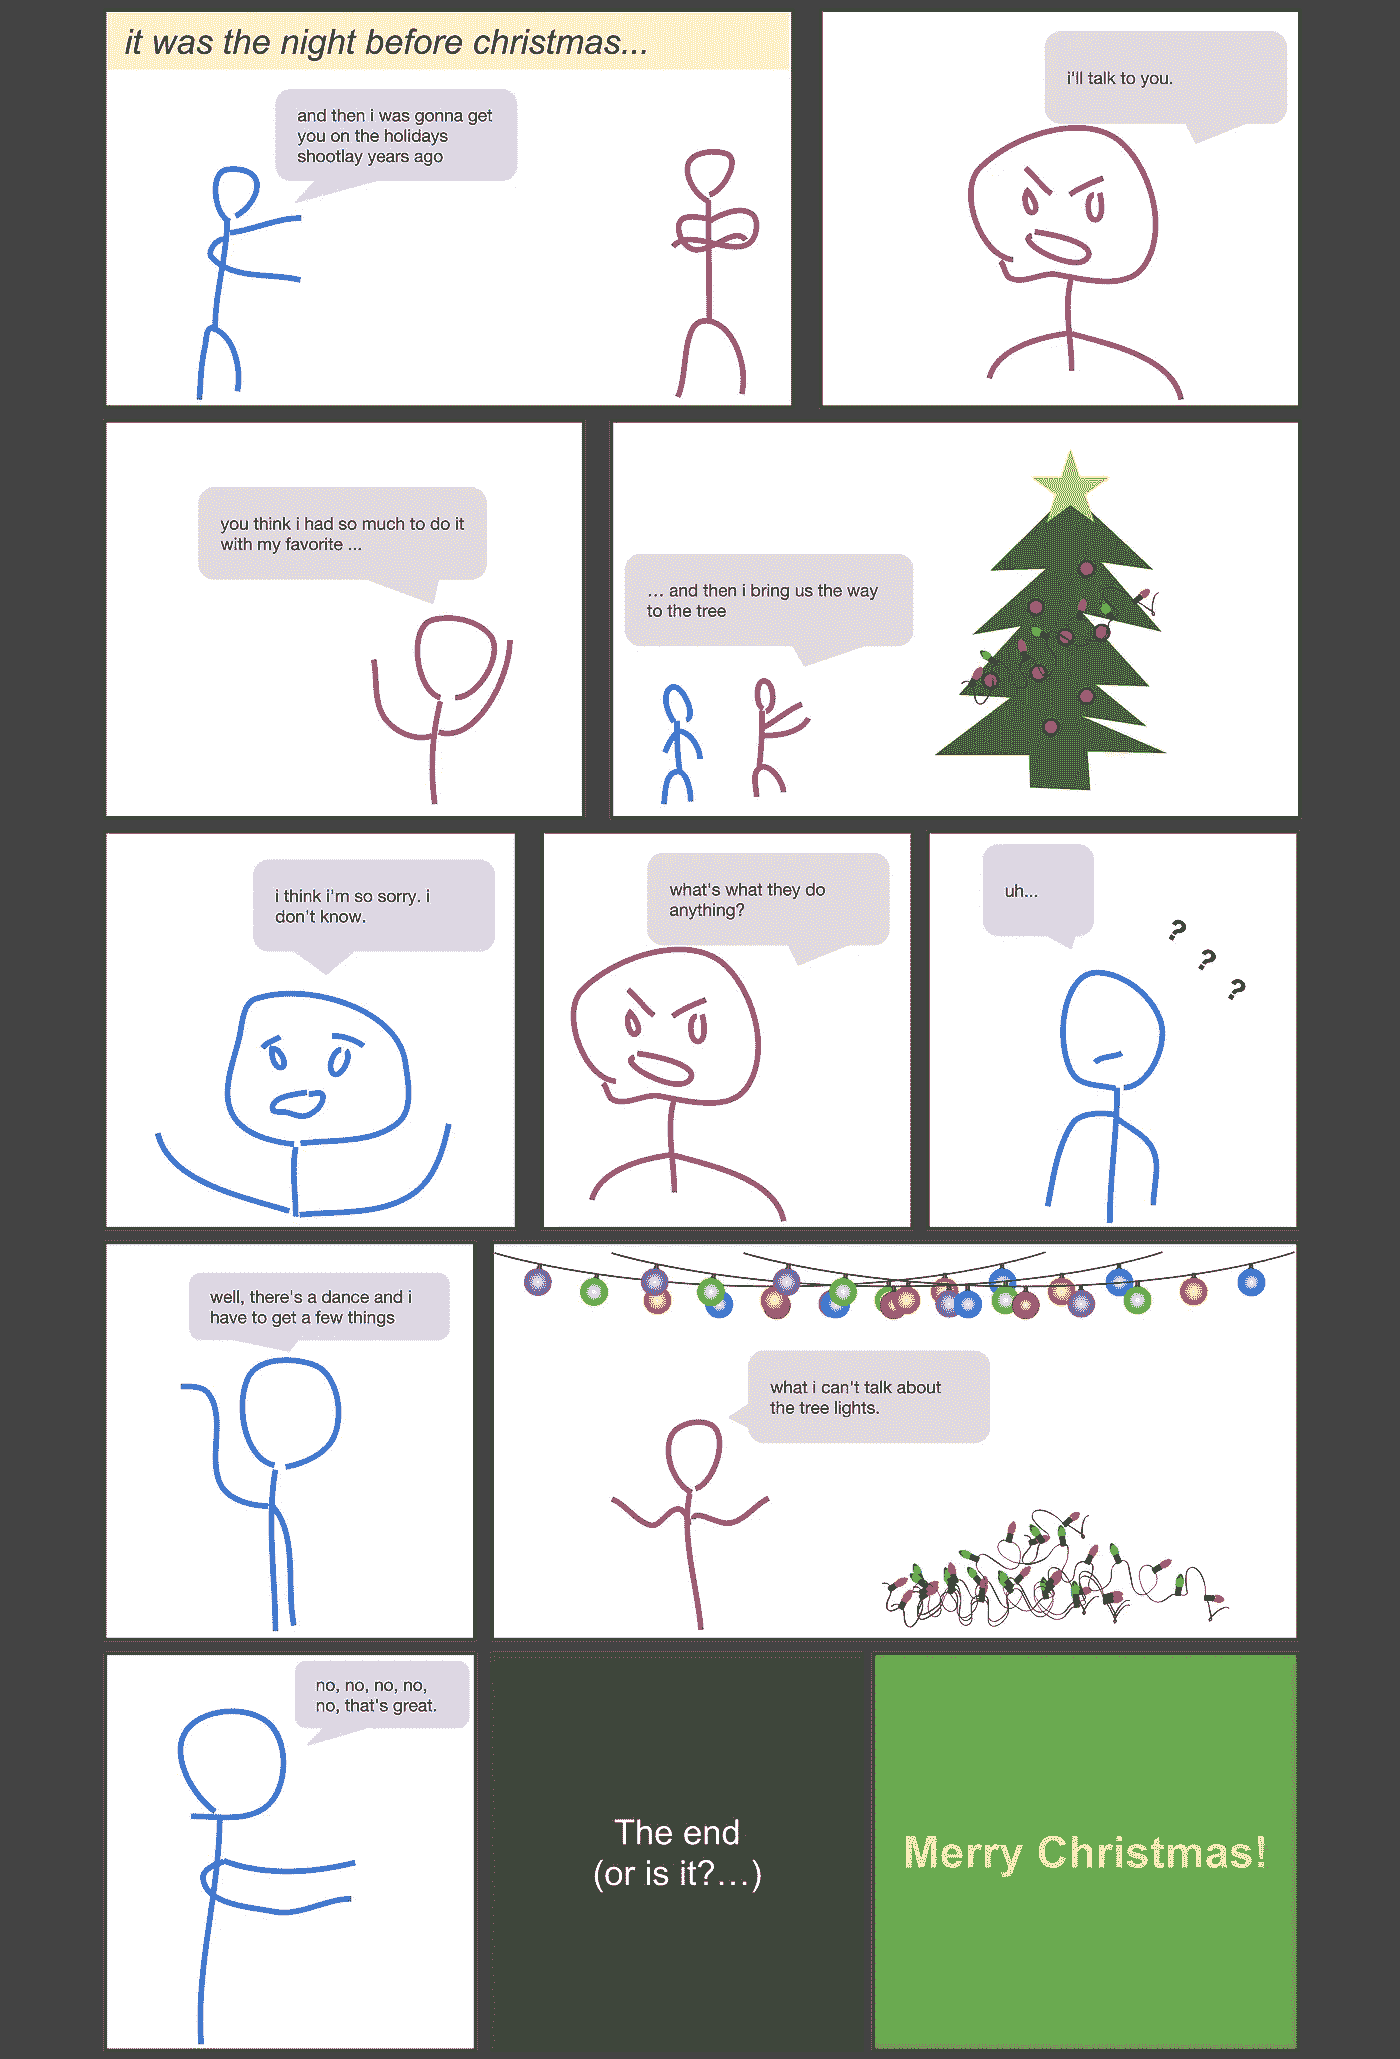 it was the night before christmas...
and then i was gonna get
you on the holidays
shootlay years ago
i'll talk to you.
you think i had so much to do it
with my favorite ...
... and then i bring us the way
to the tree
i think i'm so sorry. i
don't know.
what's what they do
anything?
uh...
?
?
?
well, there's a dance and i
have to get a few things
what i can't talk about
the tree lights.
no, no, no, no,
no, that's great.
The end
(or is it?...)
Merry Christmas!